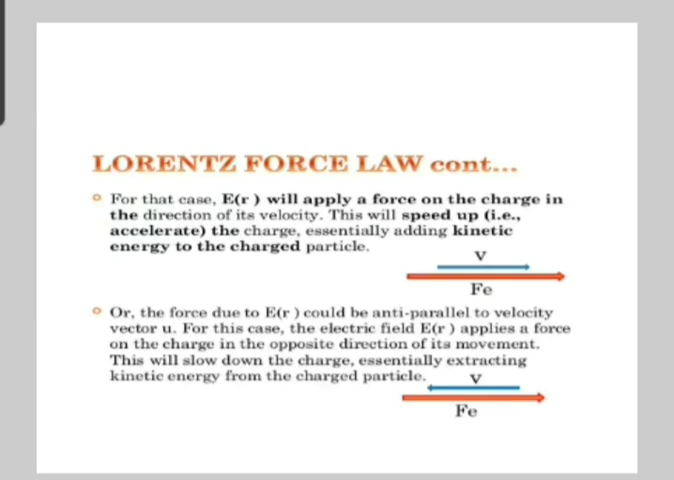 LORENTZ FORCE LAW cont...
For that case, E(r ) will apply a force on the charge in
the direction of its velocity. This will speed up (i.e.,
accelerate) the charge, essentially adding kinetic
energy to the charged particle.
V
Fe
Or, the force due to E(r ) could be anti-parallel to velocity
vector u. For this case, the electric field E(r ) applies a force
on the charge in the opposite direction of its movement.
This will slow down the charge, essentially extracting
kinetic energy from the charged particle.
V
Fe